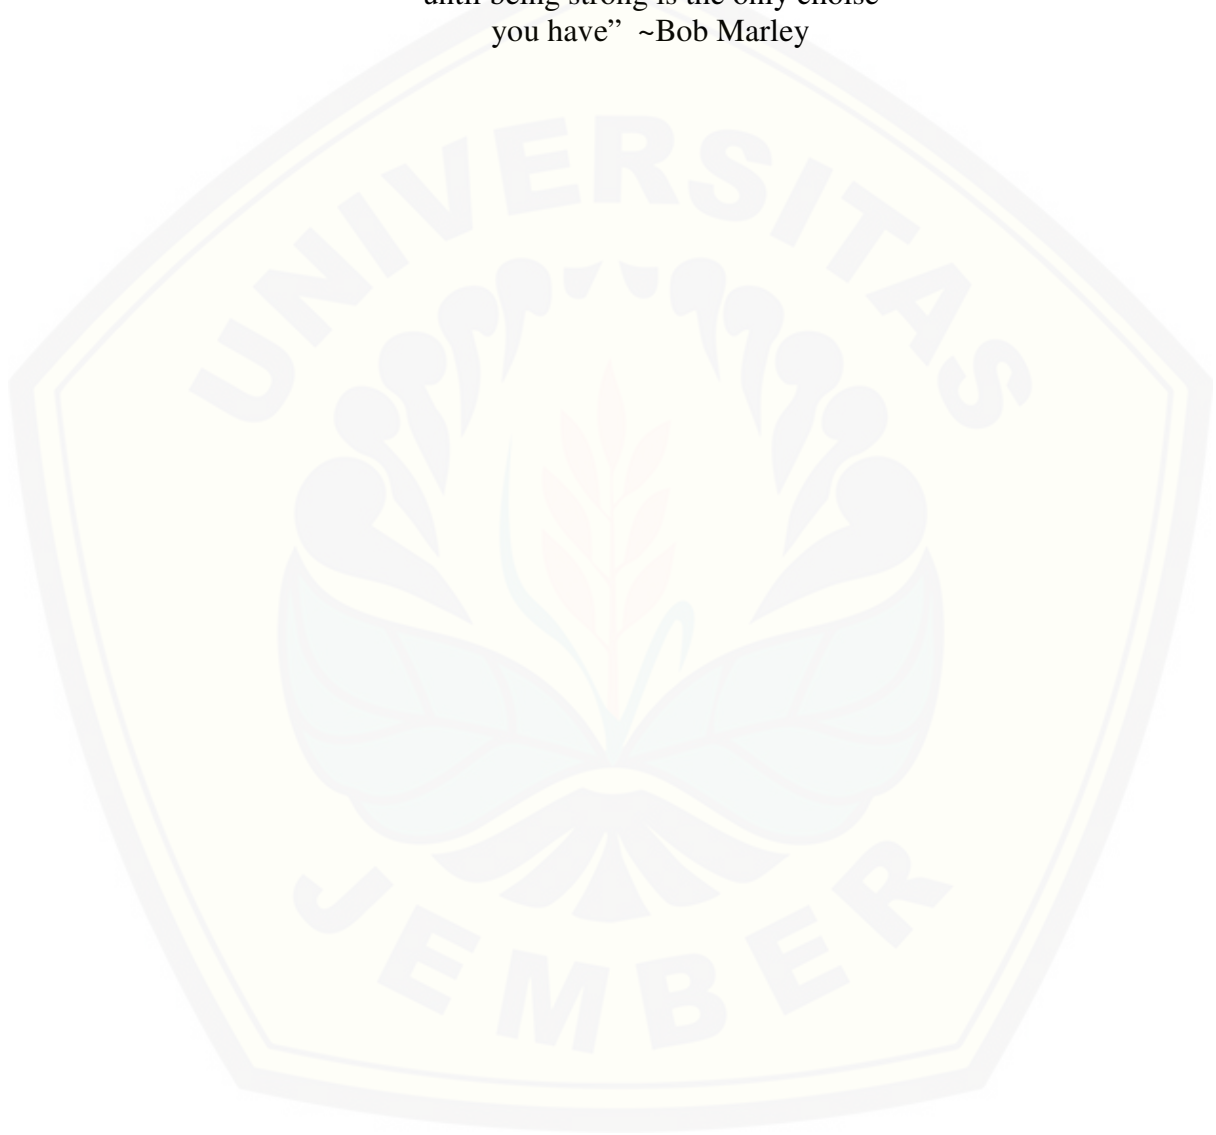 until being strong is the only choise
you have” ~Bob Marley
UNIVERSITAS
JEMBER